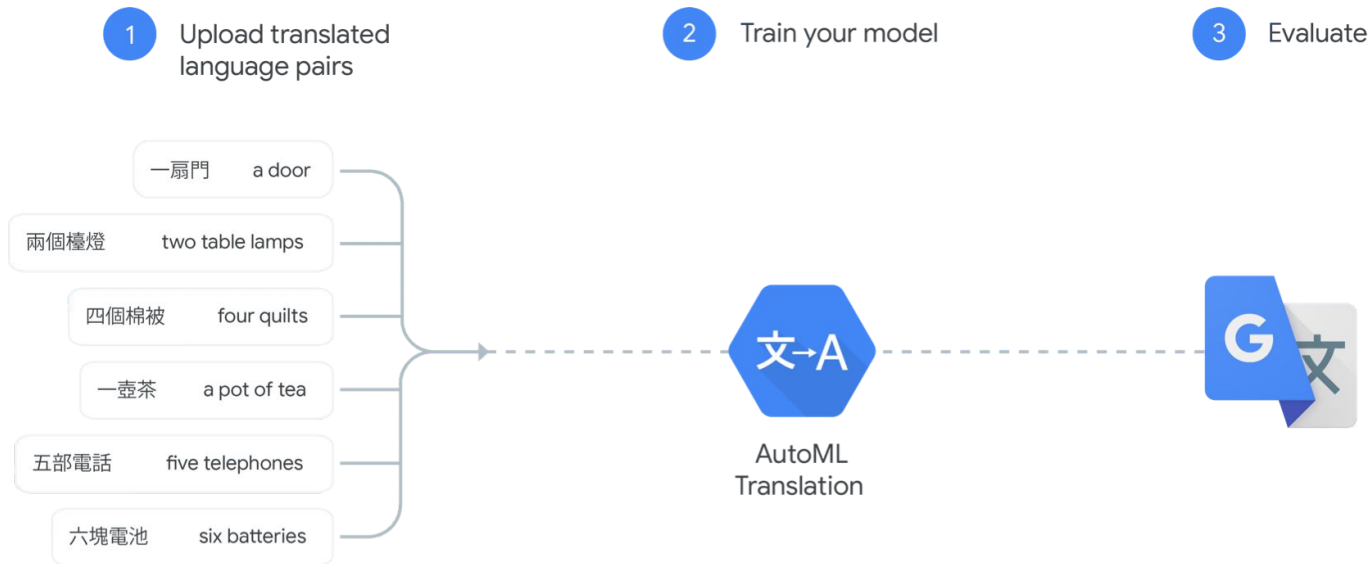 1 Upload translated
language pairs
2 Train your model
3 Evaluate
一扇門 a door
兩個檯燈 two table lamps
四個棉被 four quilts
一壺茶 a pot of tea
五部電話 five telephones
六塊電池 six batteries
文→A
AutoML
Translation
G 文